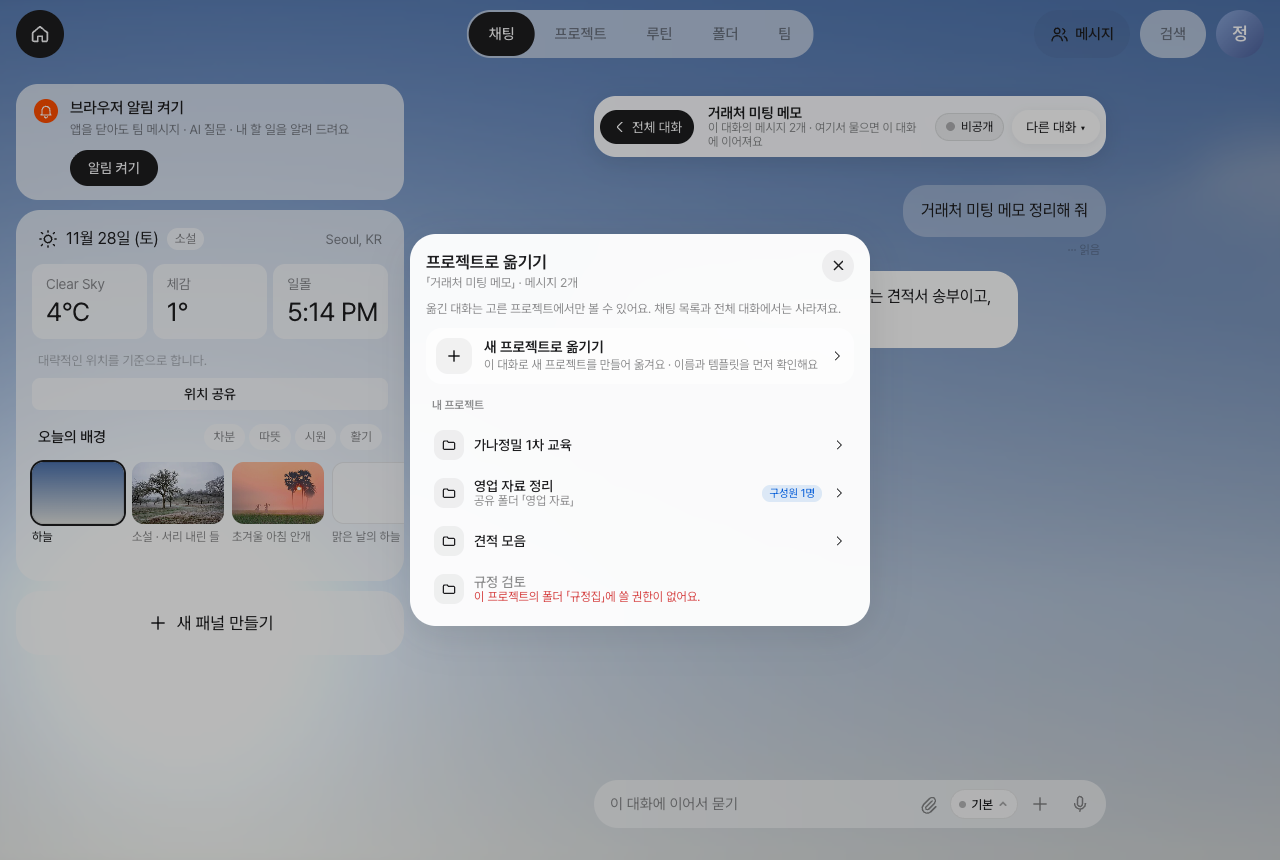 채팅
프로젝트
루틴
폴더
팀
메시지
검색
정
브라우저 알림 켜기
앱을 닫아도 팀 메시지 · AI 질문 · 내 할 일을 알려 드려요
알림 켜기
11월 28일 (토)
소설
Seoul, KR
Clear Sky
4°C
체감
1°
일몰
5:14 PM
대략적인 위치를 기준으로 합니다.
위치 공유
오늘의 배경
차분
따뜻
시원
활기
하늘
소설 · 서리 내린 들
초겨울 아침 안개
맑은 날의 하늘
새 패널 만들기
전체 대화
거래처 미팅 메모
이 대화의 메시지 2개 · 여기서 물으면 이 대화
에 이어져요
비공개
다른 대화
거래처 미팅 메모 정리해 줘
읽음
는 견적서 송부이고,
프로젝트로 옮기기
「거래처 미팅 메모」 · 메시지 2개
옮긴 대화는 고른 프로젝트에서만 볼 수 있어요. 채팅 목록과 전체 대화에서는 사라져요.
새 프로젝트로 옮기기
이 대화로 새 프로젝트를 만들어 옮겨요 · 이름과 템플릿을 먼저 확인해요
내 프로젝트
가나정밀 1차 교육
영업 자료 정리
공유 폴더 「영업 자료」
구성원 1명
견적 모음
규정 검토
이 프로젝트의 폴더 「규정집」에 쓸 권한이 없어요.
이 대화에 이어서 묻기
기본